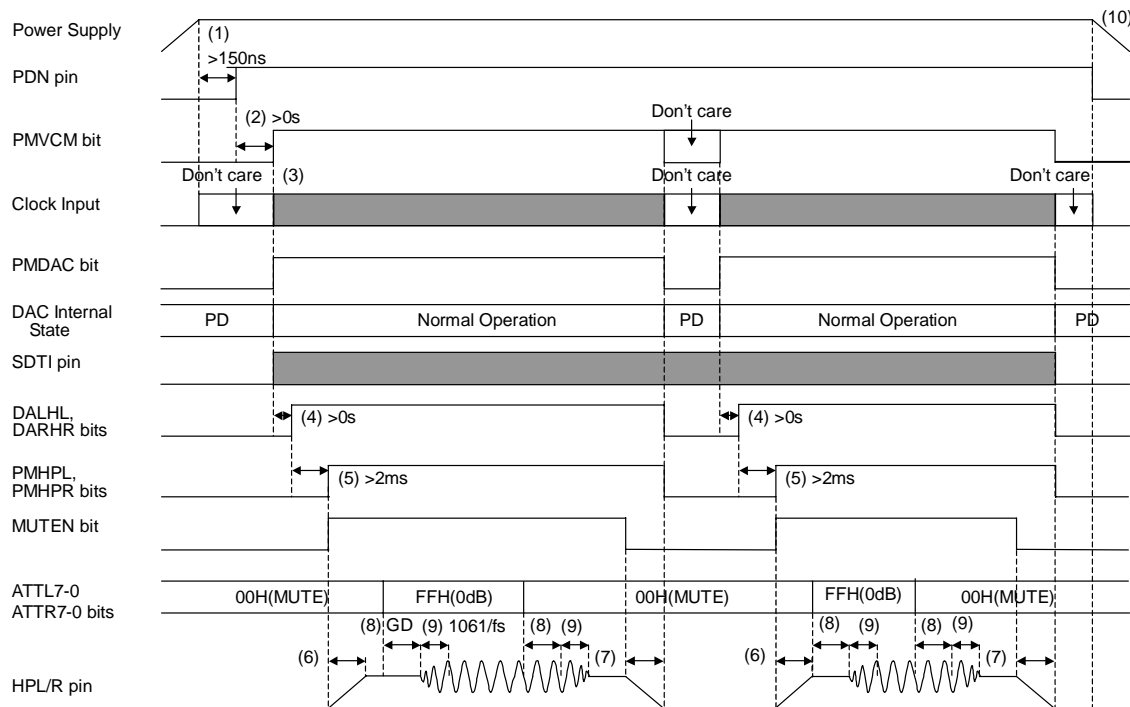 Power Supply
(1)
(10)
>150ns
PDN pin
(2) >0s
Don't care
PMVCM bit
Don't care
(3)
Don't care
Don't care
Clock Input
PMDAC bit
DAC Internal
State
PD
Normal Operation
PD
Normal Operation
PD
SDTI pin
DALHL,
DARHR bits
(4) >0s
(4) >0s
PMHPL,
PMHPR bits
(5) >2ms
(5) >2ms
MUTEN bit
ATTL7-0
ATTR7-0 bits
00H(MUTE)
FFH(0dB)
00H(MUTE)
FFH(0dB)
00H(MUTE)
(8) GD
(9) 1061/fs
(8)
(9)
(8)
(9)
(8)
(9)
(6)
(7)
(6)
(7)
HPL/R pin